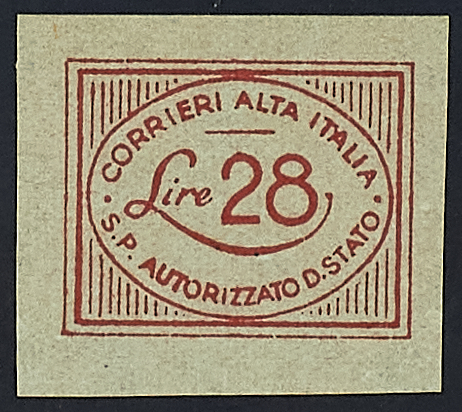 CORRIERI ALTA ITALIA
Lire 28
S.P. AUTORIZZATO D. STATO